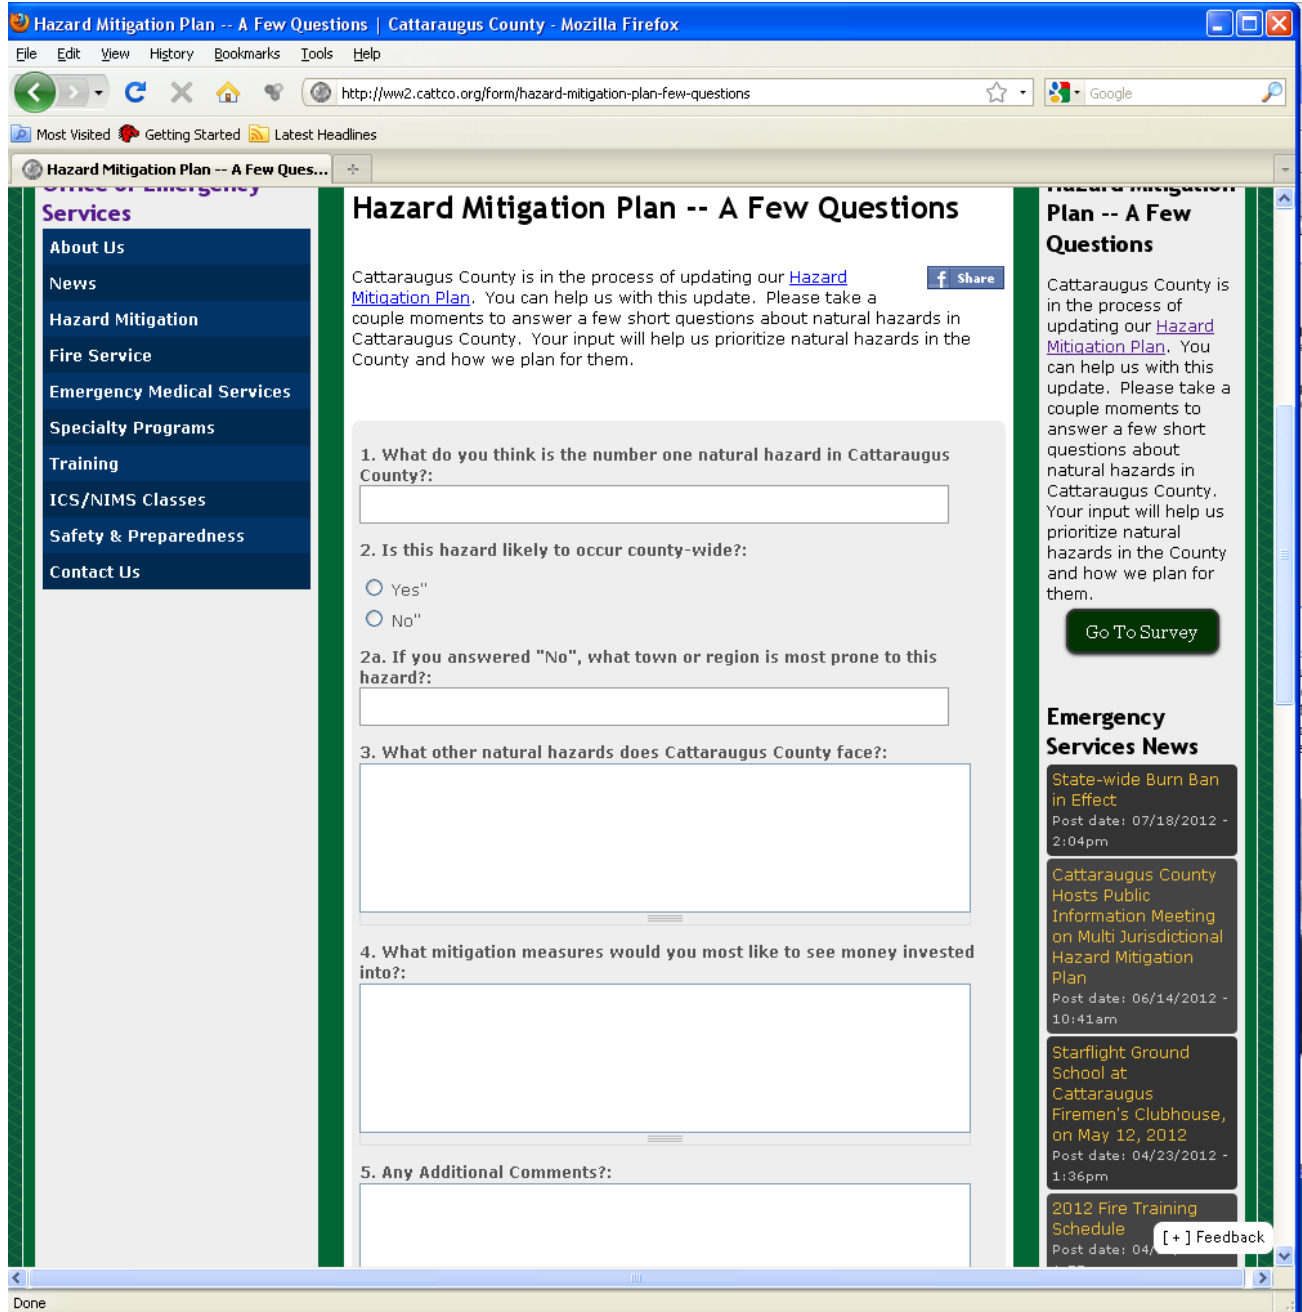 Hazard Mitigation Plan -- A Few Questions | Cattaraugus County - Mozilla Firefox
File Edit View History Bookmarks Tools Help
http://ww2.cattco.org/form/hazard-mitigation-plan-few-questions
Google
Most Visited Getting Started Latest Headlines
Hazard Mitigation Plan -- A Few Ques...
Office of Emergency
Services
About Us
News
Hazard Mitigation
Fire Service
Emergency Medical Services
Specialty Programs
Training
ICS/NIMS Classes
Safety & Preparedness
Contact Us
Hazard Mitigation Plan -- A Few Questions
f Share
Cattaraugus County is in the process of updating our Hazard
Mitigation Plan. You can help us with this update. Please take a
couple moments to answer a few short questions about natural hazards in
Cattaraugus County. Your input will help us prioritize natural hazards in the
County and how we plan for them.
1. What do you think is the number one natural hazard in Cattaraugus
County?:
2. Is this hazard likely to occur county-wide?:
Yes"
No"
2a. If you answered "No", what town or region is most prone to this
hazard?:
3. What other natural hazards does Cattaraugus County face?:
4. What mitigation measures would you most like to see money invested
into?:
5. Any Additional Comments?:
Hazard Mitigation
Plan -- A Few
Questions
Cattaraugus County is
in the process of
updating our Hazard
Mitigation Plan. You
can help us with this
update. Please take a
couple moments to
answer a few short
questions about
natural hazards in
Cattaraugus County.
Your input will help us
prioritize natural
hazards in the County
and how we plan for
them.
Go To Survey
Emergency
Services News
State-wide Burn Ban
in Effect
Post date: 07/18/2012 -
2:04pm
Cattaraugus County
Hosts Public
Information Meeting
on Multi Jurisdictional
Hazard Mitigation
Plan
Post date: 06/14/2012 -
10:41am
Starflight Ground
School at
Cattaraugus
Firemen's Clubhouse,
on May 12, 2012
Post date: 04/23/2012 -
1:36pm
2012 Fire Training
Schedule
Post date: 04/
[+] Feedback
Done